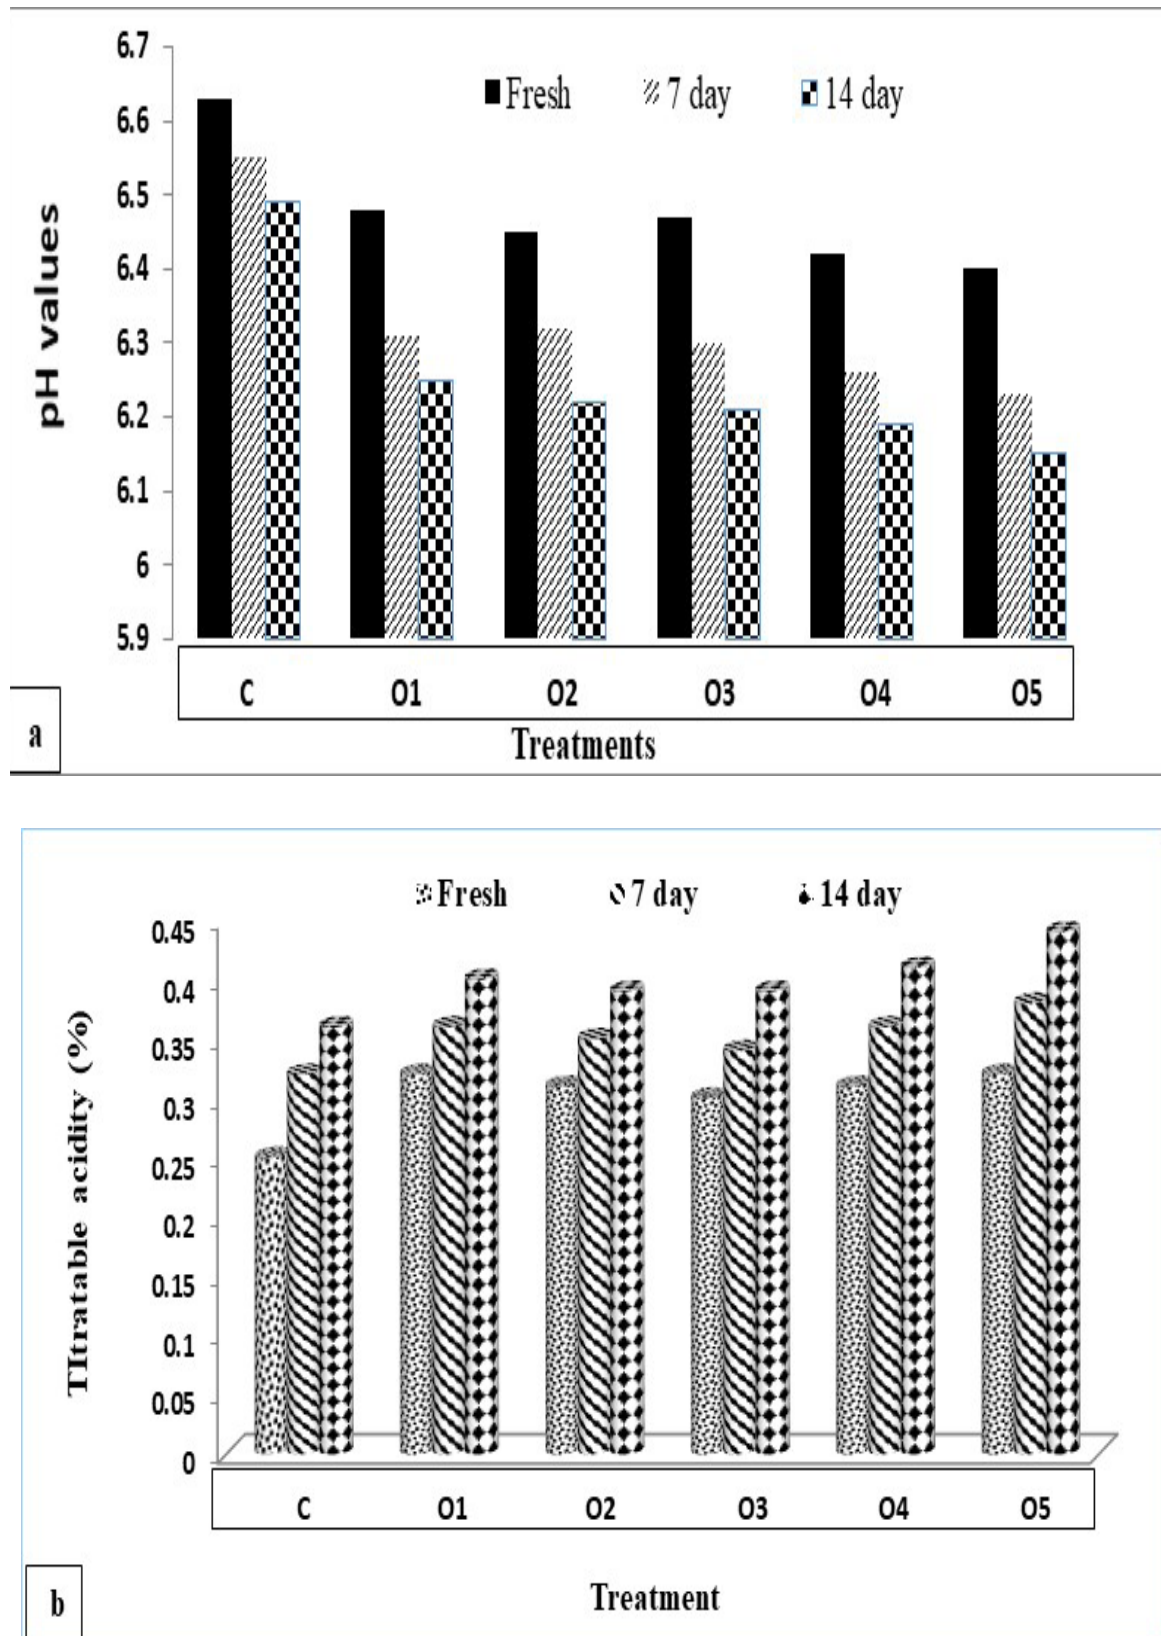 6.7
6.6
6.5
6.4
6.3
6.2
6.1
6
5.9
pH values
Fresh 7 day 14 day
C O1 O2 O3 O4 O5
Treatments
a
Fresh 7 day 14 day
0.45
0.4
0.35
0.3
0.25
0.2
0.15
0.1
0.05
0
TItratable acidity (%)
C O1 O2 O3 O4 O5
Treatment
b